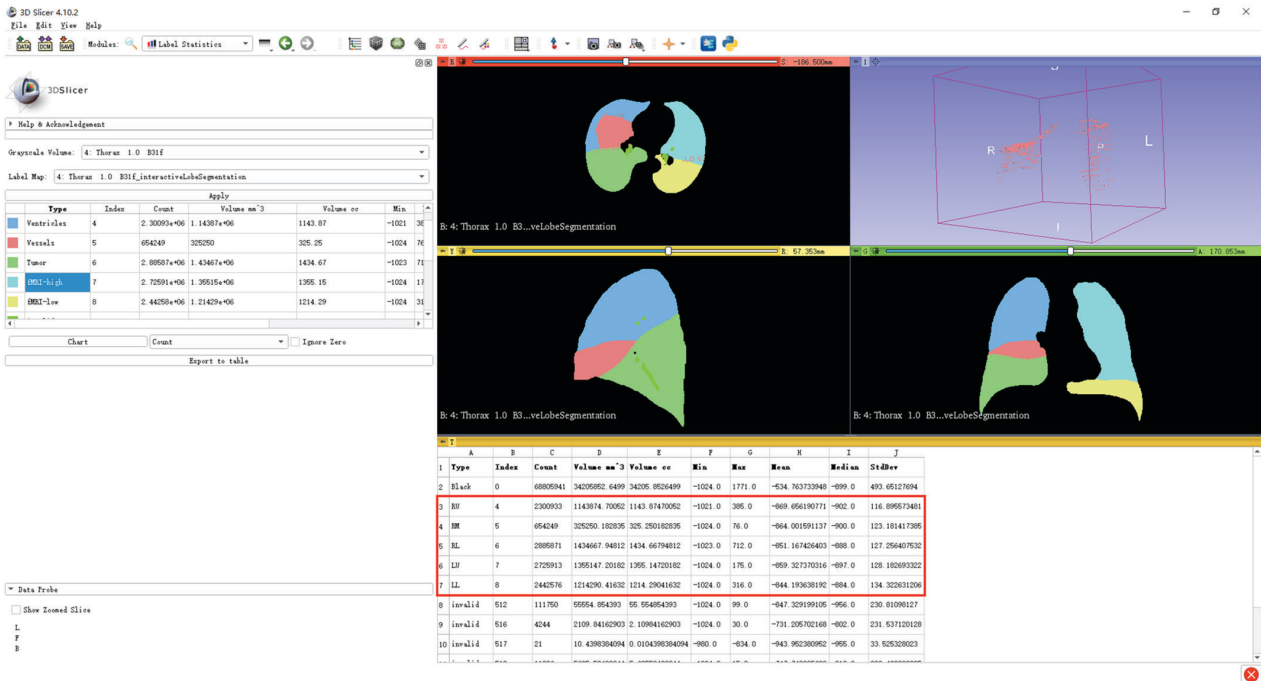 3D Slicer 4.10.2
File Edit View Help
DATA DCM SAVE Modules: Label Statistics
R S: -186.500mm 1
3DSlicer
Help & Acknowledgement
Grayscale Volume: 4: Thorax 1.0 B31f
Label Map: 4: Thorax 1.0 B31f_interactiveLobeSegmentation
Apply
Type Index Count Volume mm^3 Volume cc Min
Ventricles 4 2.30093e+06 1.14387e+06 1143.87 -1021 38
Vessels 5 654249 325250 325.25 -1024 76
Tumor 6 2.88587e+06 1.43467e+06 1434.67 -1023 71
fMRI-high 7 2.72591e+06 1.35515e+06 1355.15 -1024 17
fMRI-low 8 2.44258e+06 1.21429e+06 1214.29 -1024 31
Chart Count Ignore Zero
Export to table
B: 4: Thorax 1.0 B3...veLobeSegmentation
R P L
I
Y R: 57.353mm G A: 170.053mm
B: 4: Thorax 1.0 B3...veLobeSegmentation B: 4: Thorax 1.0 B3...veLobeSegmentation
T
A B C D E F G H I J
1 Type Index Count Volume mm^3 Volume cc Min Max Mean Median StdDev
2 Black 0 68805941 34205852.6499 34205.8526499 -1024.0 1771.0 -534.763733948 -899.0 493.65127694
3 RU 4 2300933 1143874.70052 1143.87470052 -1021.0 385.0 -869.656190771 -902.0 116.895573481
4 RM 5 654249 325250.182835 325.250182835 -1024.0 76.0 -864.001591137 -900.0 123.181417385
5 RL 6 2885871 1434667.94812 1434.66794812 -1023.0 712.0 -851.167426403 -888.0 127.256407532
6 LU 7 2725913 1355147.20182 1355.14720182 -1024.0 175.0 -859.327370316 -897.0 128.182693322
7 LL 8 2442576 1214290.41632 1214.29041632 -1024.0 316.0 -844.193638192 -884.0 134.322631206
8 invalid 512 111750 55554.854393 55.554854393 -1024.0 99.0 -847.329199105 -956.0 230.81098127
9 invalid 516 4244 2109.84162903 2.10984162903 -1024.0 30.0 -731.205702168 -802.0 231.537120128
10 invalid 517 21 10.4398384094 0.0104398384094 -980.0 -834.0 -943.952380952 -955.0 33.525328023
Data Probe
Show Zoomed Slice
L
F
B